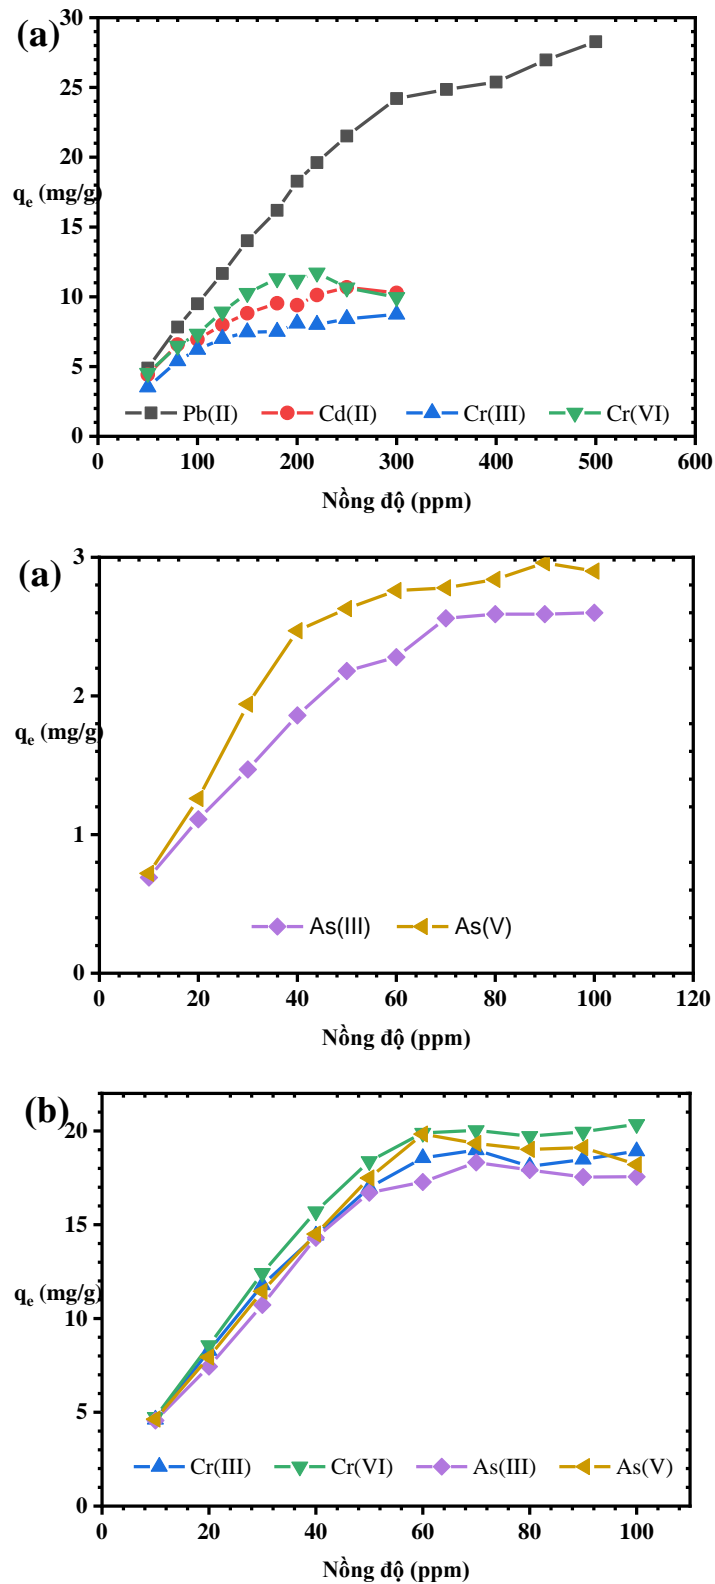 (a)
30
25
20
q_e (mg/g)
15
10
5
Pb(II) Cd(II) Cr(III) Cr(VI)
0
0 100 200 300 400 500 600
Nồng độ (ppm)
(a)
3
2
q_e (mg/g)
1
As(III) As(V)
0
0 20 40 60 80 100 120
Nồng độ (ppm)
(b)
20
15
q_e (mg/g)
10
5
Cr(III) Cr(VI) As(III) As(V)
0
0 20 40 60 80 100
Nồng độ (ppm)